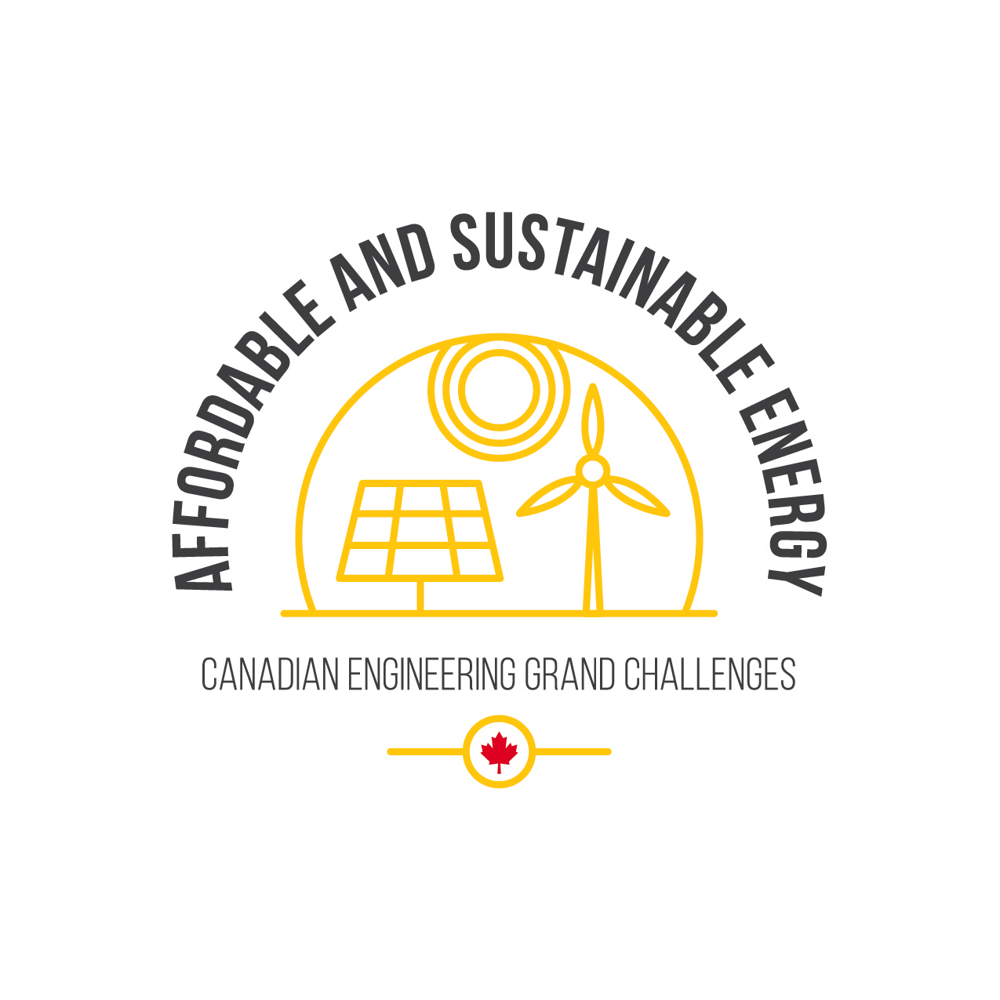 AFFORDABLE AND SUSTAINABLE ENERGY
CANADIAN ENGINEERING GRAND CHALLENGES